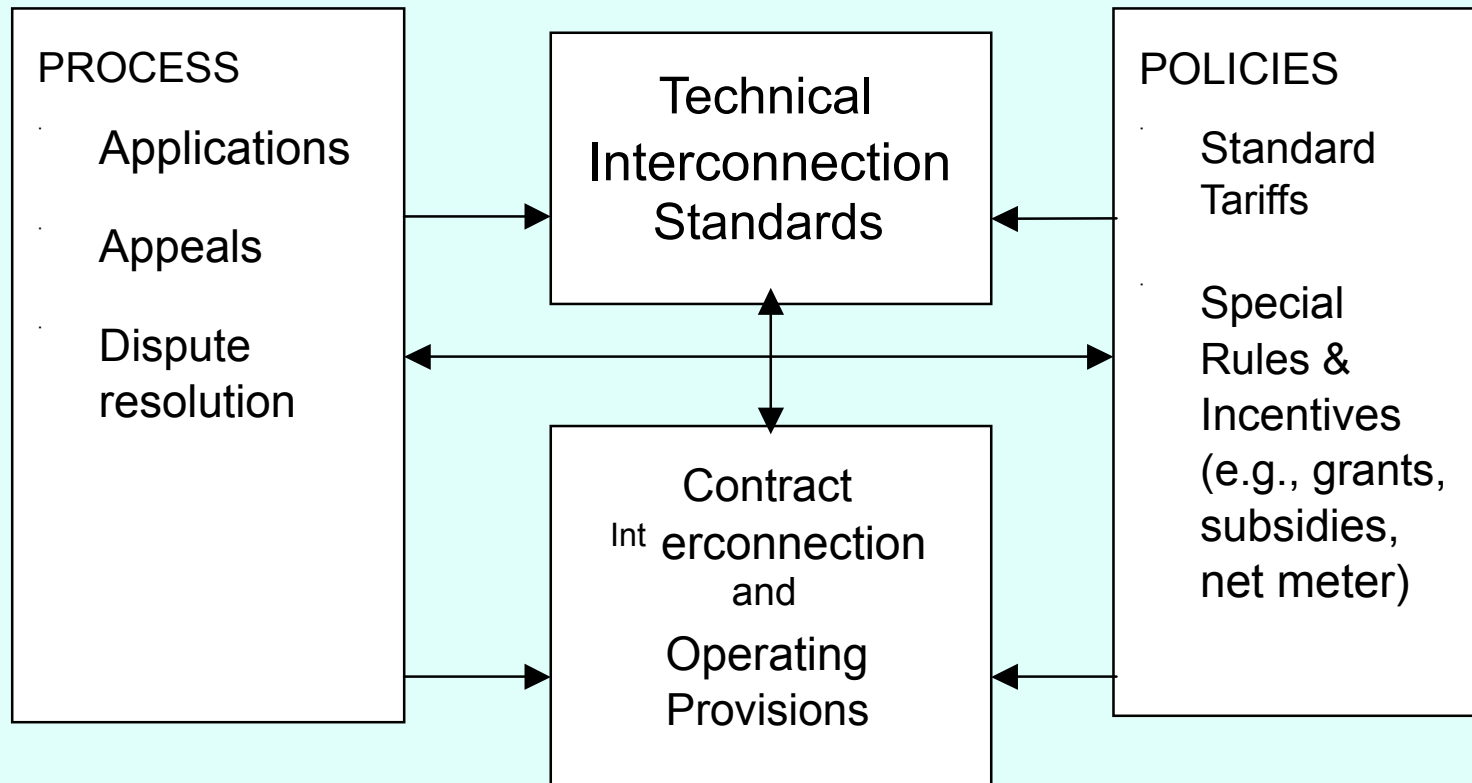 PROCESS
Applications
Appeals
Dispute
resolution
Technical
Interconnection
Standards
Contract
Int erconnection
and
Operating
Provisions
POLICIES
Standard
Tariffs
Special
Rules &
Incentives
(e.g., grants,
subsidies,
net meter)